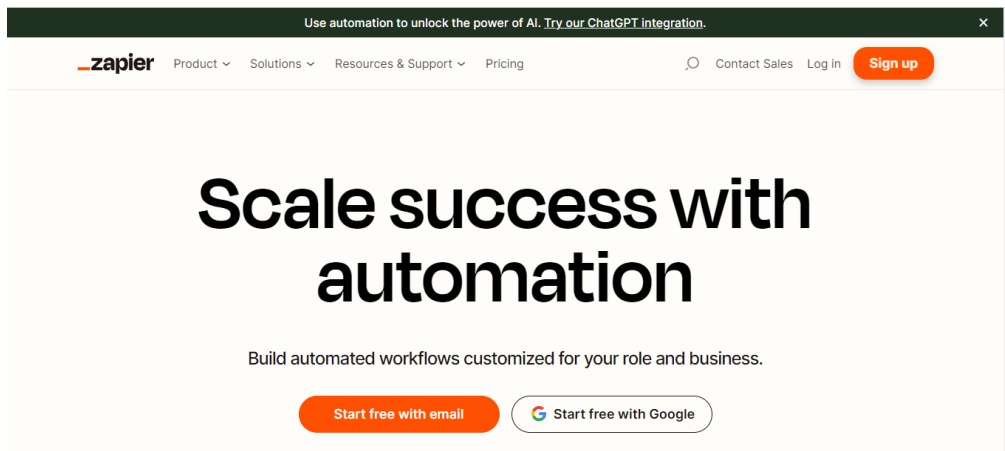 Use automation to unlock the power of AI. Try our ChatGPT integration.
_zapier Product Solutions Resources & Support Pricing Contact Sales Log in Sign up
Scale success with
automation
Build automated workflows customized for your role and business.
Start free with email Start free with Google